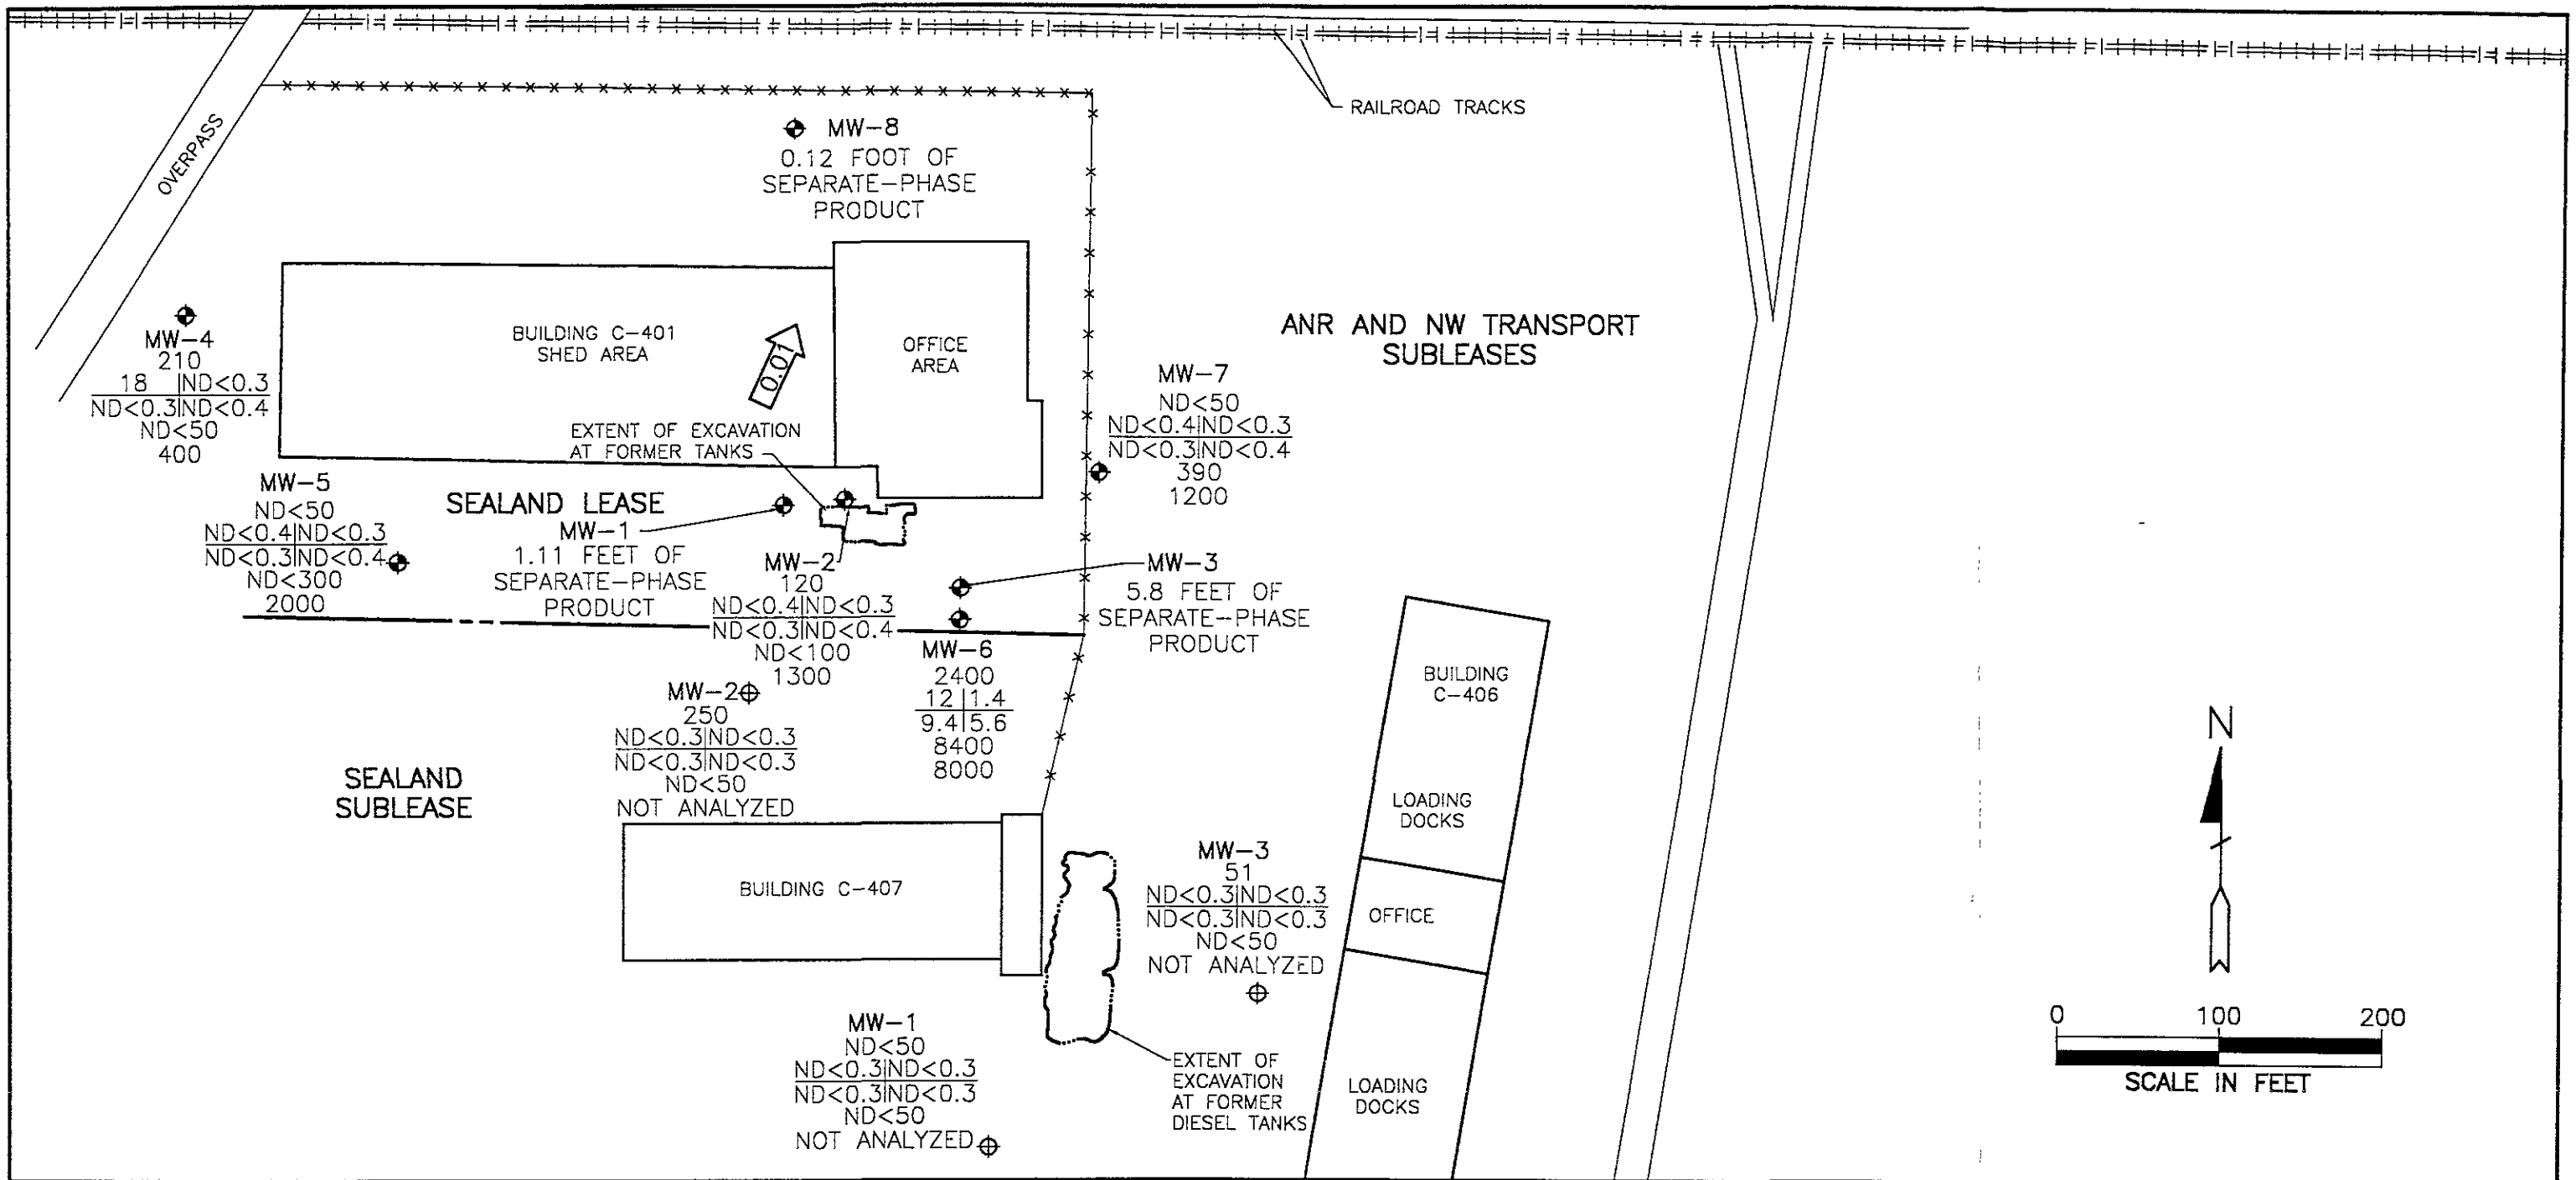 RAILROAD TRACKS
OVERPASS
MW-8
0.12 FOOT OF
SEPARATE-PHASE
PRODUCT
BUILDING C-401
SHED AREA
0.01
OFFICE
AREA
ANR AND NW TRANSPORT
SUBLEASES
MW-4
210
18 | ND<0.3
ND<0.3|ND<0.4
ND<50
400
MW-7
ND<50
ND<0.4|ND<0.3
ND<0.3|ND<0.4
390
1200
EXTENT OF EXCAVATION
AT FORMER TANKS
MW-5
ND<50
ND<0.4|ND<0.3
ND<0.3|ND<0.4
ND<300
2000
SEALAND LEASE
MW-1
1.11 FEET OF
SEPARATE-PHASE
PRODUCT
MW-2
120
ND<0.4|ND<0.3
ND<0.3|ND<0.4
ND<100
1300
MW-3
5.8 FEET OF
SEPARATE-PHASE
PRODUCT
MW-6
2400
12|1.4
9.4|5.6
8400
8000
MW-2
250
ND<0.3|ND<0.3
ND<0.3|ND<0.3
ND<50
NOT ANALYZED
SEALAND
SUBLEASE
BUILDING
C-406
LOADING
DOCKS
OFFICE
LOADING
DOCKS
BUILDING C-407
MW-3
51
ND<0.3|ND<0.3
ND<0.3|ND<0.3
ND<50
NOT ANALYZED
MW-1
ND<50
ND<0.3|ND<0.3
ND<0.3|ND<0.3
ND<50
NOT ANALYZED
EXTENT OF
EXCAVATION
AT FORMER
DIESEL TANKS
N
0 100 200
SCALE IN FEET